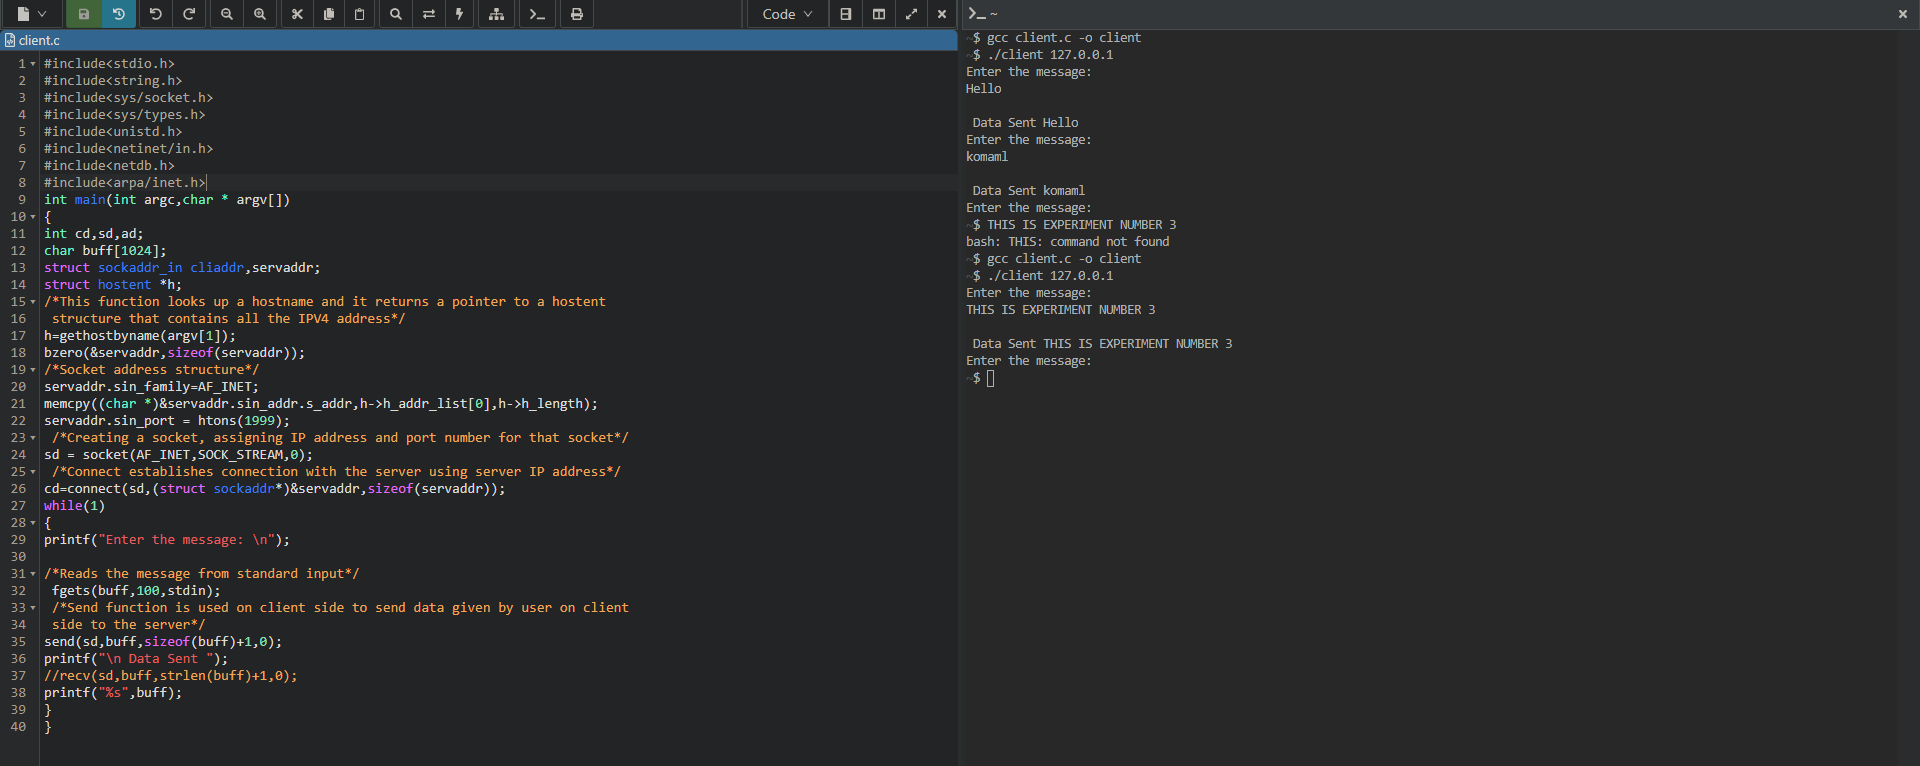 Code
client.c
1 #include<stdio.h>
2 #include<string.h>
3 #include<sys/socket.h>
4 #include<sys/types.h>
5 #include<unistd.h>
6 #include<netinet/in.h>
7 #include<netdb.h>
8 #include<arpa/inet.h>
9 int main(int argc,char * argv[])
10 {
11 int cd,sd,ad;
12 char buff[1024];
13 struct sockaddr_in cliaddr,servaddr;
14 struct hostent *h;
15 /*This function looks up a hostname and it returns a pointer to a hostent
16  structure that contains all the IPV4 address*/
17 h=gethostbyname(argv[1]);
18 bzero(&servaddr,sizeof(servaddr));
19 /*Socket address structure*/
20 servaddr.sin_family=AF_INET;
21 memcpy((char *)&servaddr.sin_addr.s_addr,h->h_addr_list[0],h->h_length);
22 servaddr.sin_port = htons(1999);
23  /*Creating a socket, assigning IP address and port number for that socket*/
24 sd = socket(AF_INET,SOCK_STREAM,0);
25  /*Connect establishes connection with the server using server IP address*/
26 cd=connect(sd,(struct sockaddr*)&servaddr,sizeof(servaddr));
27 while(1)
28 {
29 printf("Enter the message: \n");
30
31 /*Reads the message from standard input*/
32  fgets(buff,100,stdin);
33  /*Send function is used on client side to send data given by user on client
34  side to the server*/
35 send(sd,buff,sizeof(buff)+1,0);
36 printf("\n Data Sent ");
37 //recv(sd,buff,strlen(buff)+1,0);
38 printf("%s",buff);
39 }
40 }
~
~$ gcc client.c -o client
~$ ./client 127.0.0.1
Enter the message:
Hello
 Data Sent Hello
Enter the message:
komaml
 Data Sent komaml
Enter the message:
~$ THIS IS EXPERIMENT NUMBER 3
bash: THIS: command not found
~$ gcc client.c -o client
~$ ./client 127.0.0.1
Enter the message:
THIS IS EXPERIMENT NUMBER 3
 Data Sent THIS IS EXPERIMENT NUMBER 3
Enter the message:
~$